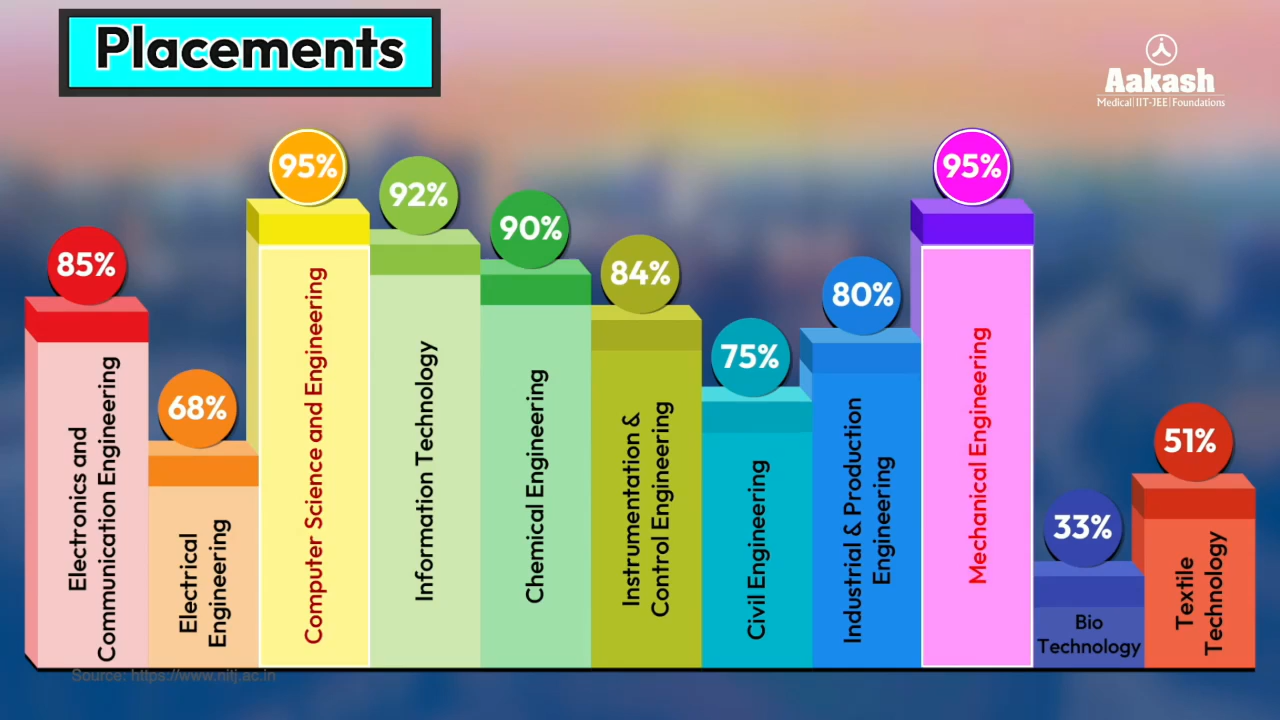 Placements
Aakash
Medical|IIT-JEE|Foundations
85%
Electronics and
Communication Engineering
68%
Electrical
Engineering
95%
Computer Science and Engineering
92%
Information Technology
90%
Chemical Engineering
84%
Instrumentation &
Control Engineering
75%
Civil Engineering
80%
Industrial & Production
Engineering
95%
Mechanical Engineering
33%
Bio
Technology
51%
Textile
Technology
Source: https://www.nitj.ac.in